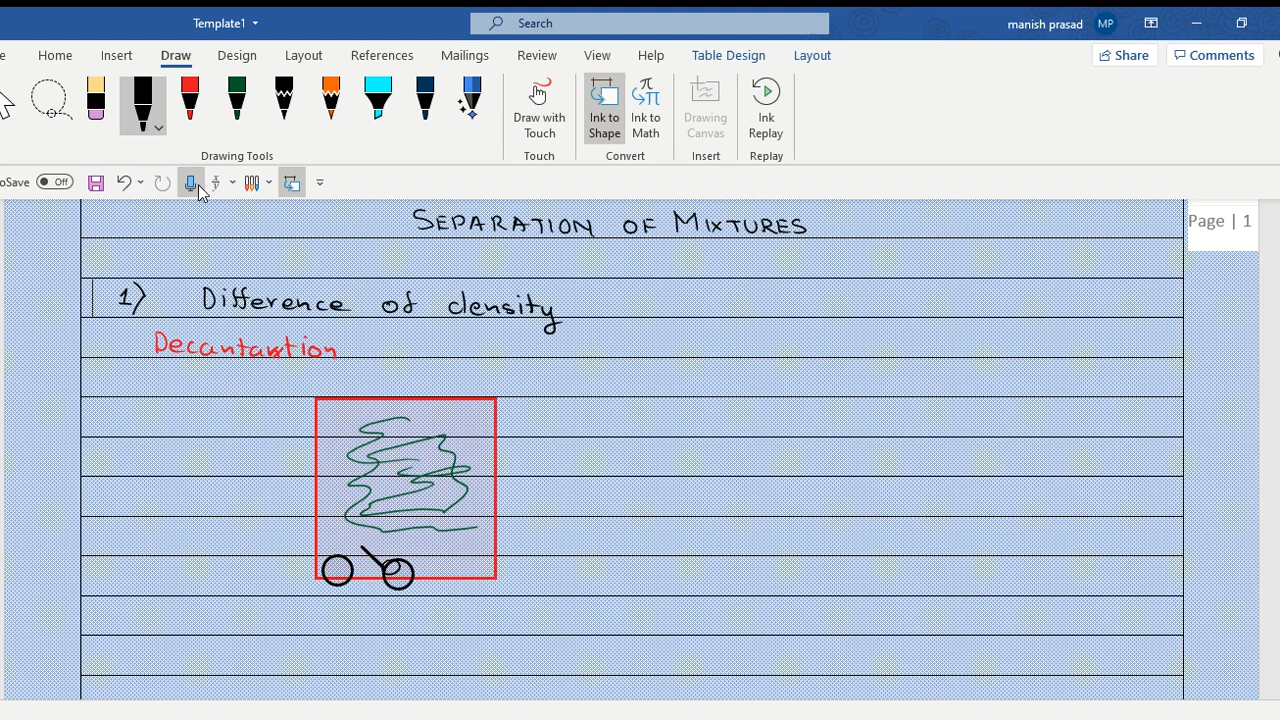 Template1
Search
manish prasad MP
Home Insert Draw Design Layout References Mailings Review View Help Table Design Layout Share Comments
Draw with Touch
Ink to Shape
Ink to Math
Drawing Canvas
Ink Replay
Drawing Tools Touch Convert Insert Replay
oSave Off
SEPARATION OF MIXTURES
Page | 1
1) Difference of density